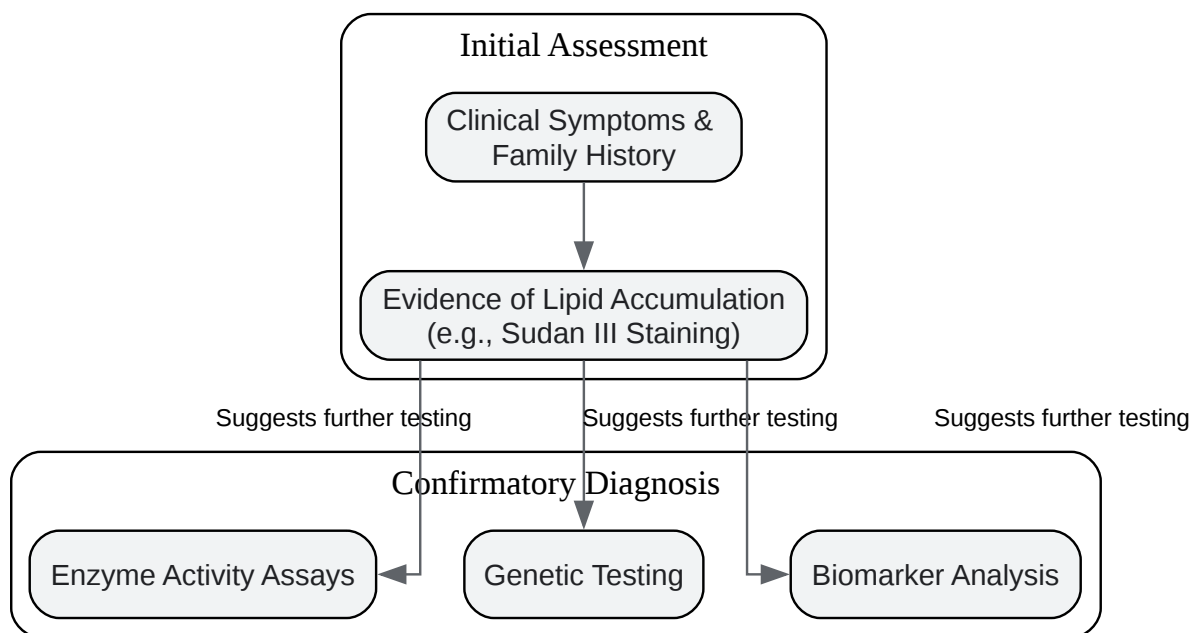 Initial Assessment
Clinical Symptoms &
Family History
Evidence of Lipid Accumulation
(e.g., Sudan III Staining)
Suggests further testing
Suggests further testing
Suggests further testing
Confirmatory Diagnosis
Enzyme Activity Assays
Genetic Testing
Biomarker Analysis